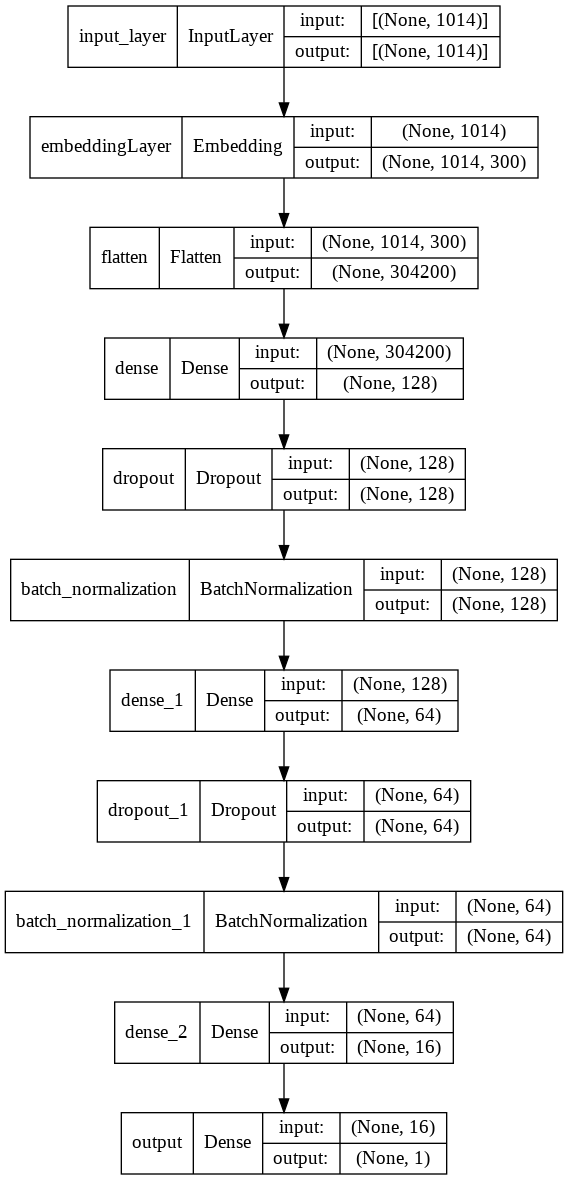 input_layer InputLayer input: [(None, 1014)]
output: [(None, 1014)]
embeddingLayer Embedding input: (None, 1014)
output: (None, 1014, 300)
flatten Flatten input: (None, 1014, 300)
output: (None, 304200)
dense Dense input: (None, 304200)
output: (None, 128)
dropout Dropout input: (None, 128)
output: (None, 128)
batch_normalization BatchNormalization input: (None, 128)
output: (None, 128)
dense_1 Dense input: (None, 128)
output: (None, 64)
dropout_1 Dropout input: (None, 64)
output: (None, 64)
batch_normalization_1 BatchNormalization input: (None, 64)
output: (None, 64)
dense_2 Dense input: (None, 64)
output: (None, 16)
output Dense input: (None, 16)
output: (None, 1)